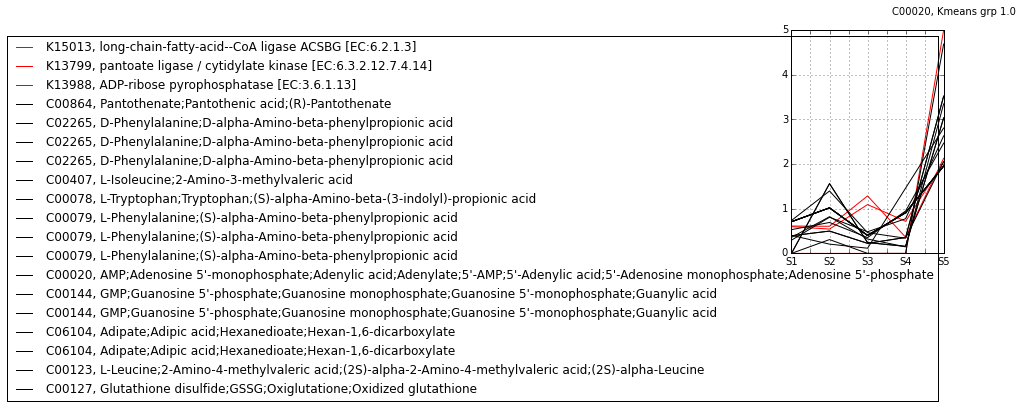 C00020, Kmeans grp 1.0
K15013, long-chain-fatty-acid--CoA ligase ACSBG [EC:6.2.1.3]
K13799, pantoate ligase / cytidylate kinase [EC:6.3.2.12.7.4.14]
K13988, ADP-ribose pyrophosphatase [EC:3.6.1.13]
C00864, Pantothenate;Pantothenic acid;(R)-Pantothenate
C02265, D-Phenylalanine;D-alpha-Amino-beta-phenylpropionic acid
C02265, D-Phenylalanine;D-alpha-Amino-beta-phenylpropionic acid
C02265, D-Phenylalanine;D-alpha-Amino-beta-phenylpropionic acid
C00407, L-Isoleucine;2-Amino-3-methylvaleric acid
C00078, L-Tryptophan;Tryptophan;(S)-alpha-Amino-beta-(3-indolyl)-propionic acid
C00079, L-Phenylalanine;(S)-alpha-Amino-beta-phenylpropionic acid
C00079, L-Phenylalanine;(S)-alpha-Amino-beta-phenylpropionic acid
C00079, L-Phenylalanine;(S)-alpha-Amino-beta-phenylpropionic acid
C00020, AMP;Adenosine 5'-monophosphate;Adenylic acid;Adenylate;5'-AMP;5'-Adenylic acid;5'-Adenosine monophosphate;Adenosine 5'-phosphate
C00144, GMP;Guanosine 5'-phosphate;Guanosine monophosphate;Guanosine 5'-monophosphate;Guanylic acid
C00144, GMP;Guanosine 5'-phosphate;Guanosine monophosphate;Guanosine 5'-monophosphate;Guanylic acid
C06104, Adipate;Adipic acid;Hexanedioate;Hexan-1,6-dicarboxylate
C06104, Adipate;Adipic acid;Hexanedioate;Hexan-1,6-dicarboxylate
C00123, L-Leucine;2-Amino-4-methylvaleric acid;(2S)-alpha-2-Amino-4-methylvaleric acid;(2S)-alpha-Leucine
C00127, Glutathione disulfide;GSSG;Oxiglutatione;Oxidized glutathione
5
4
3
2
1
0
S1 S2 S3 S4 S5